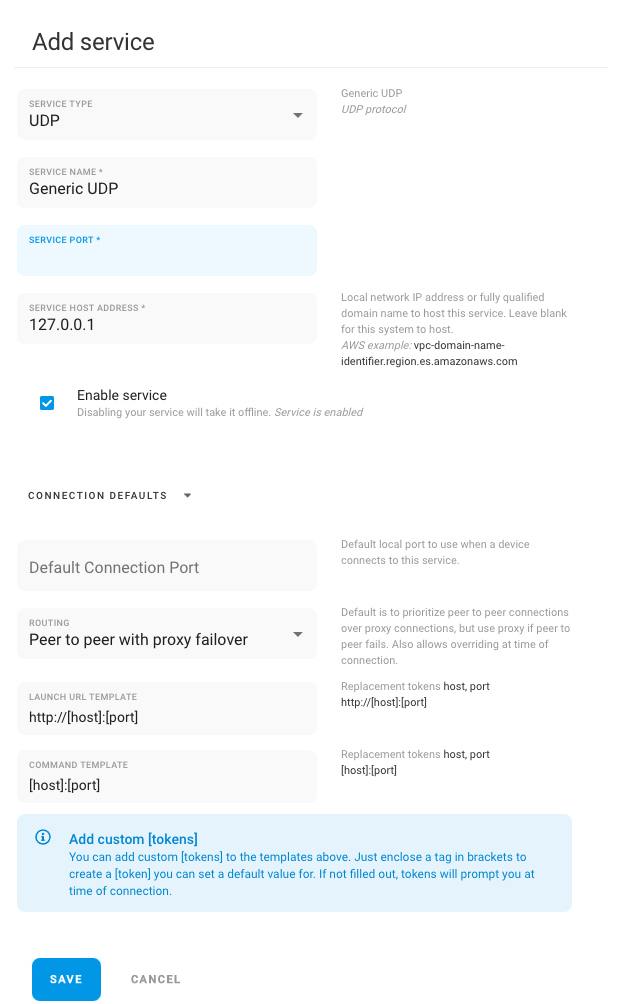 Add service
SERVICE TYPE
UDP
Generic UDP
UDP protocol
SERVICE NAME *
Generic UDP
SERVICE PORT *
SERVICE HOST ADDRESS *
127.0.0.1
Local network IP address or fully qualified
domain name to host this service. Leave blank
for this system to host.
AWS example: vpc-domain-name-
identifier.region.es.amazonaws.com
Enable service
Disabling your service will take it offline. Service is enabled
CONNECTION DEFAULTS
Default Connection Port
Default local port to use when a device
connects to this service.
ROUTING
Peer to peer with proxy failover
Default is to prioritize peer to peer connections
over proxy connections, but use proxy if peer to
peer fails. Also allows overriding at time of
connection.
LAUNCH URL TEMPLATE
http://[host]:[port]
Replacement tokens host, port
http://[host]:[port]
COMMAND TEMPLATE
[host]:[port]
Replacement tokens host, port
[host]:[port]
Add custom [tokens]
You can add custom [tokens] to the templates above. Just enclose a tag in brackets to
create a [token] you can set a default value for. If not filled out, tokens will prompt you at
time of connection.
SAVE
CANCEL